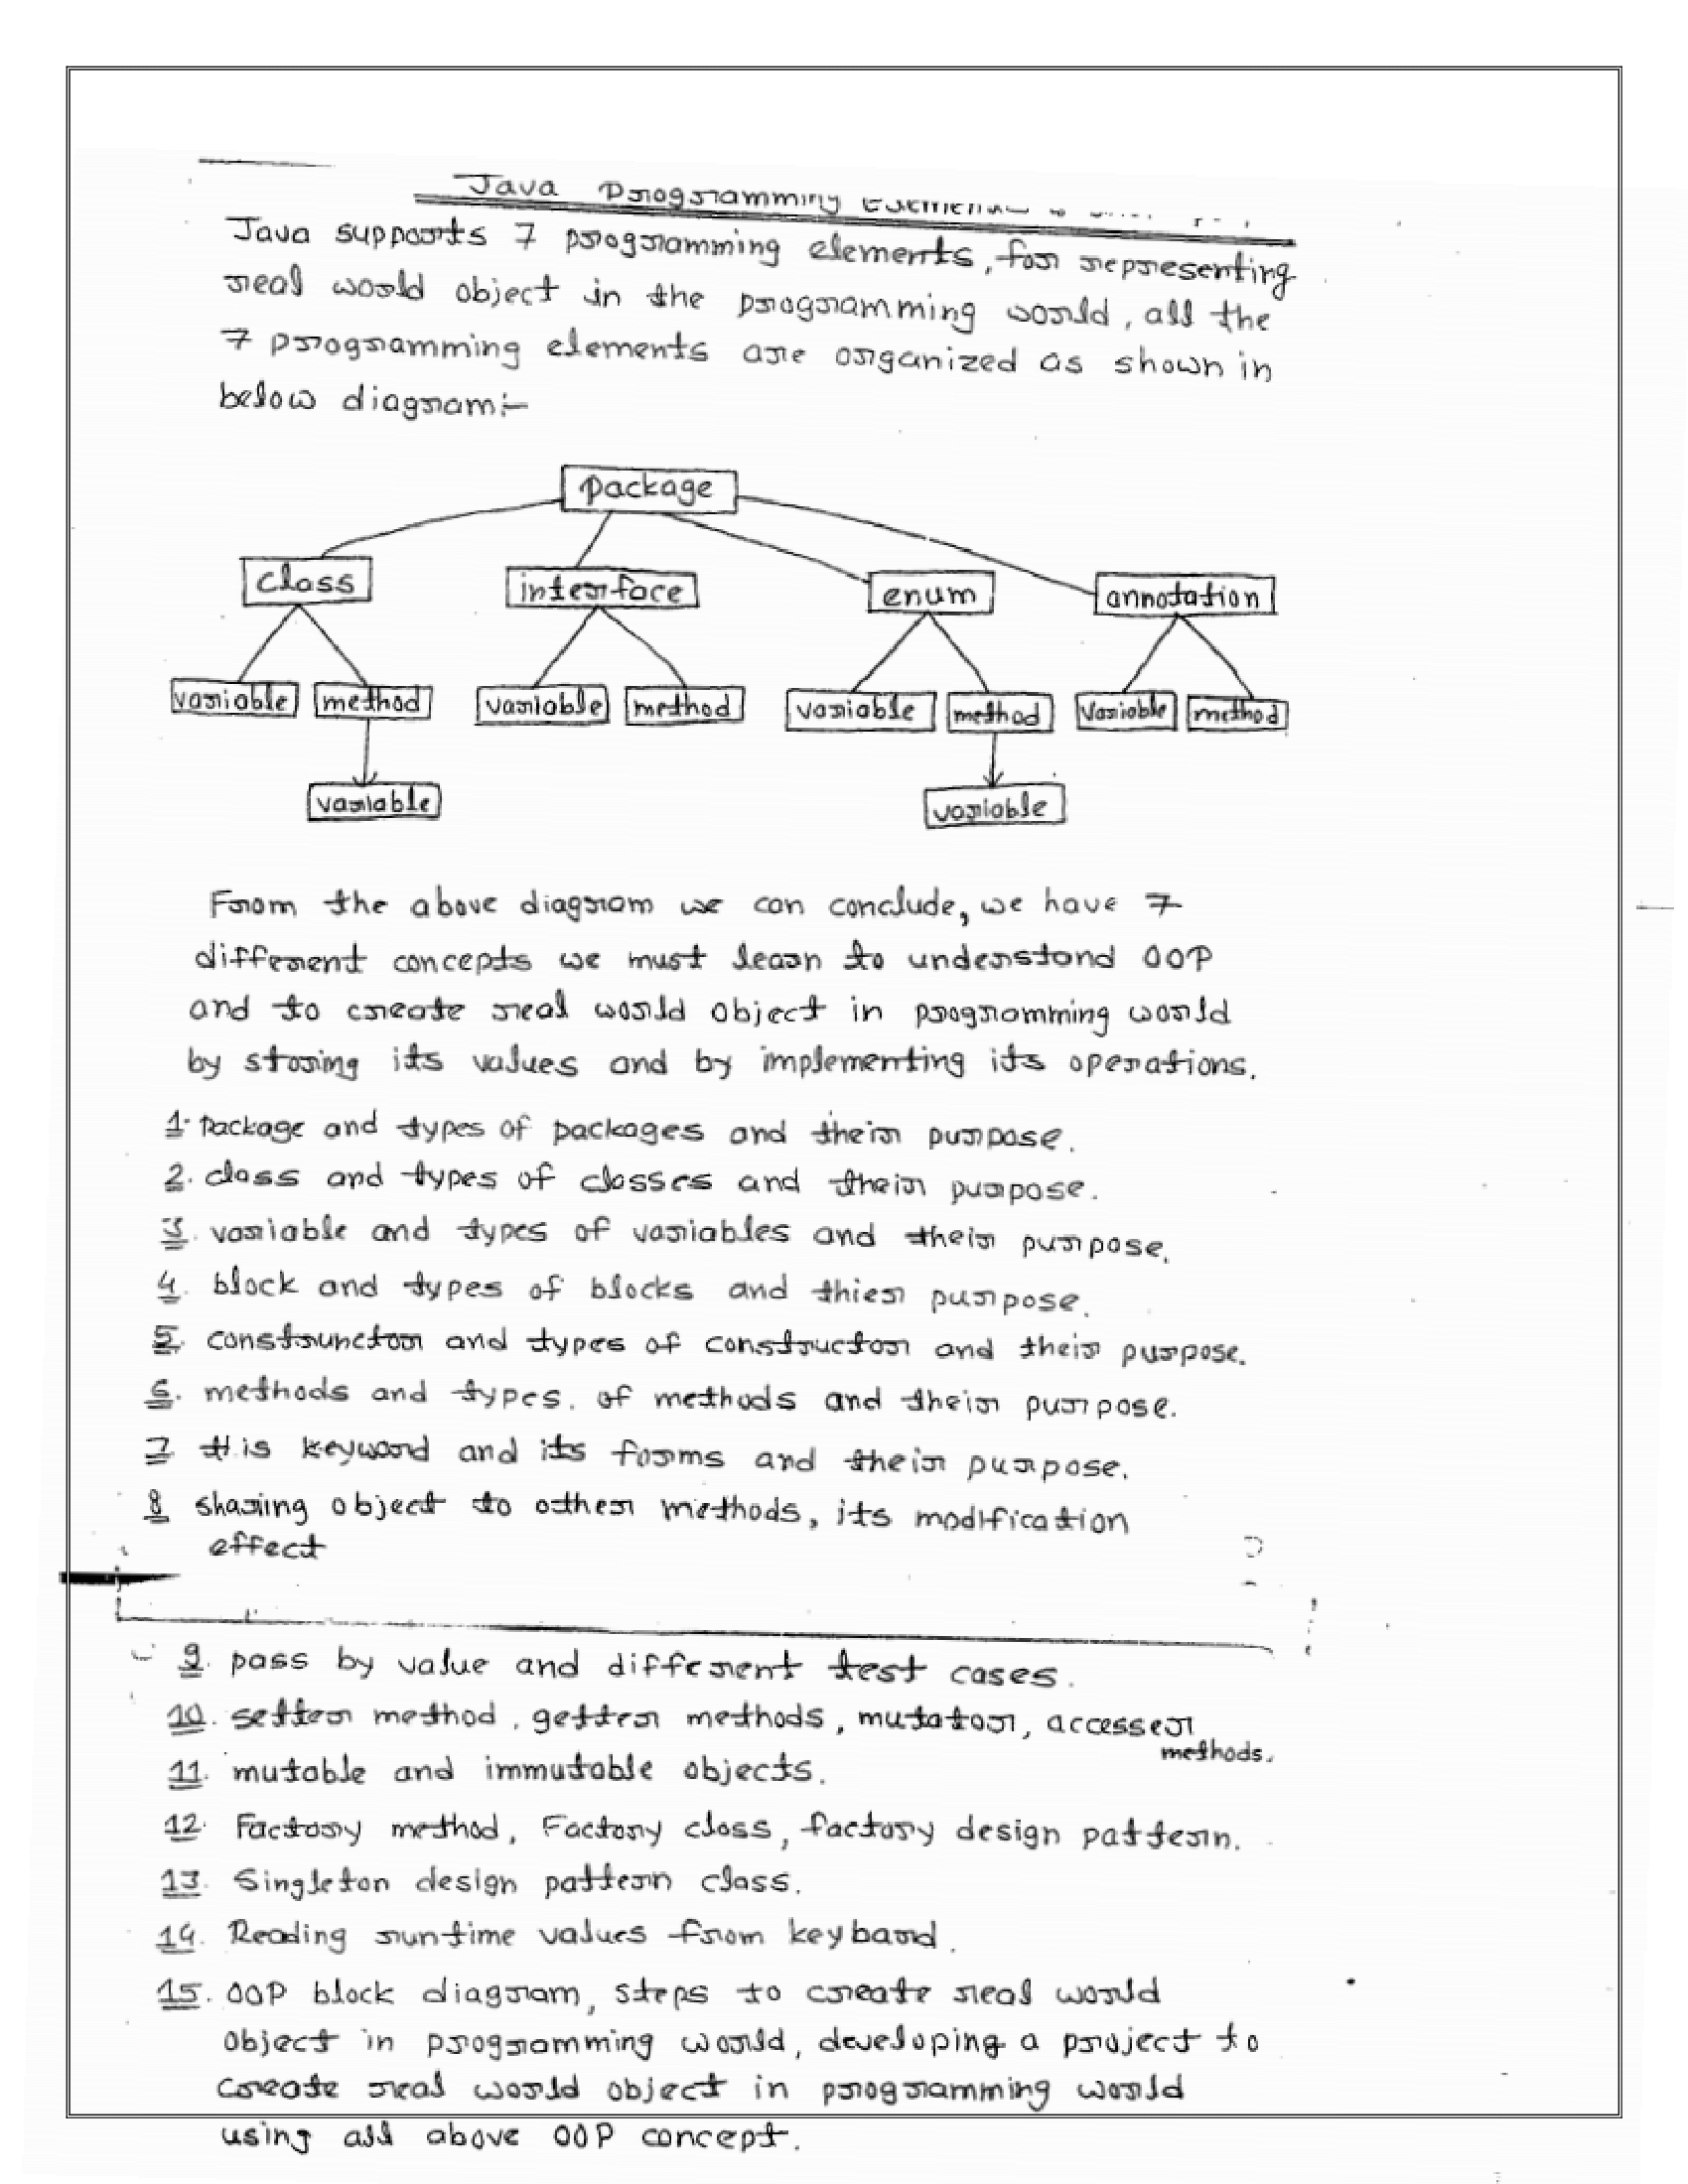 Java Programming
Java supports 7 programming elements, for representing
real world object in the programming world, all the
7 programming elements are organized as shown in
below diagram:-
package
class interface enum annotation
variable method variable method variable method variable method
variable variable
From the above diagram we can conclude, we have 7
different concepts we must learn to understand OOP
and to create real world object in programming world
by storing its values and by implementing its operations.
1. Package and types of packages and their purpose.
2. class and types of classes and their purpose.
3. variable and types of variables and their purpose.
4. block and types of blocks and thier purpose.
5. construnctor and types of constructor and their purpose.
6. methods and types. of methods and their purpose.
7 this keyword and its forms and their purpose.
8 sharing object to other methods, its modification
effect
9. pass by value and different test cases.
10. setter method, getter methods, mutator, accesser
methods.
11. mutable and immutable objects.
12. Factory method, Factory class, factory design pattern.
13. Singleton design pattern class.
14. Reading runtime values from keybard.
15. OOP block diagram, steps to create real world
object in programming world, developing a project to
create real world object in programming world
using all above OOP concept.